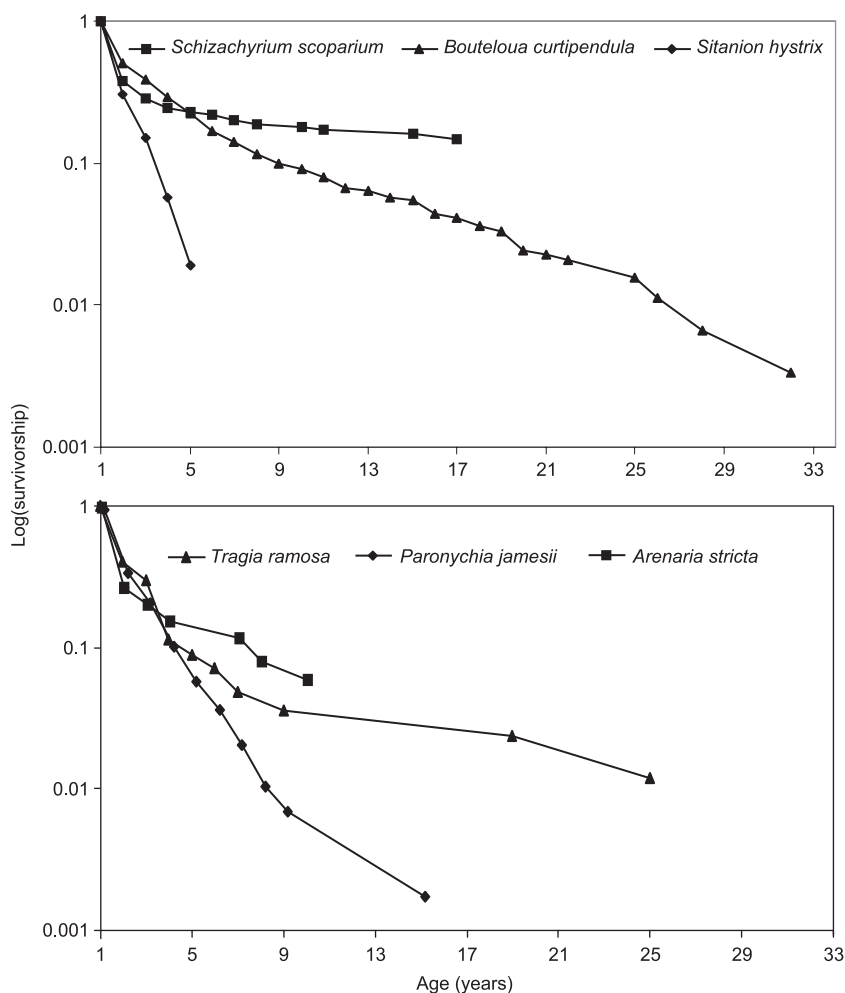 1
Schizachyrium scoparium Bouteloua curtipendula Sitanion hystrix
0.1
0.01
0.001
1 5 9 13 17 21 25 29 33
Log(survivorship)
1
Tragia ramosa Paronychia jamesii Arenaria stricta
0.1
0.01
0.001
1 5 9 13 17 21 25 29 33
Age (years)